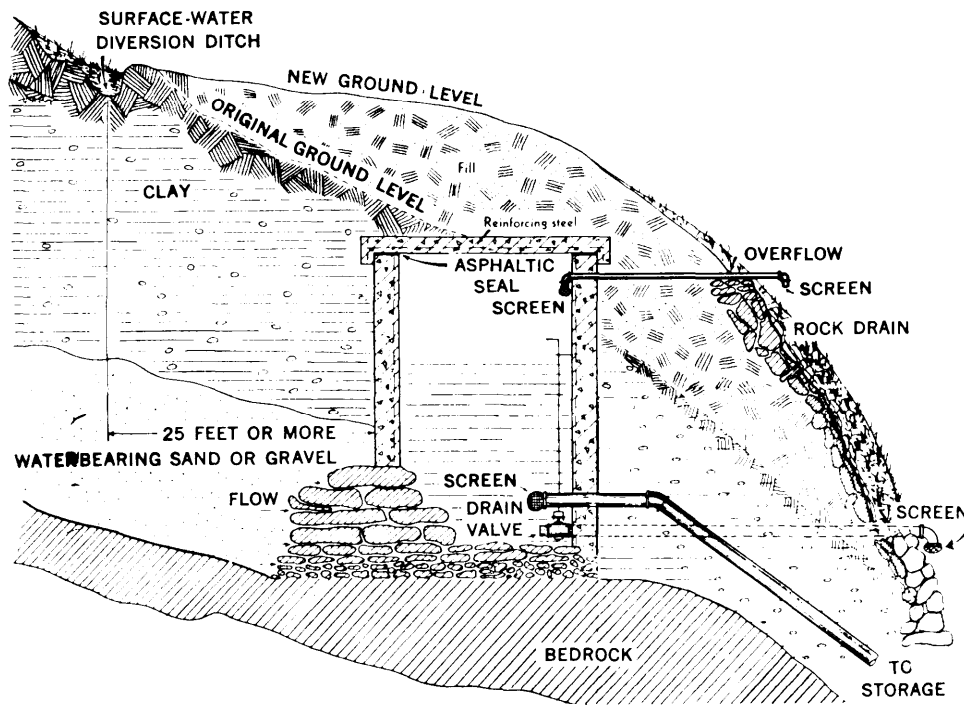 SURFACE-WATER
DIVERSION DITCH
NEW GROUND LEVEL
ORIGINAL GROUND LEVEL
Fill
CLAY
Reinforcing steel
ASPHALTIC
SEAL
SCREEN
OVERFLOW
SCREEN
ROCK DRAIN
25 FEET OR MORE
WATERBEARING SAND OR GRAVEL
FLOW
SCREEN
DRAIN
VALVE
SCREEN
BEDROCK
TO
STORAGE